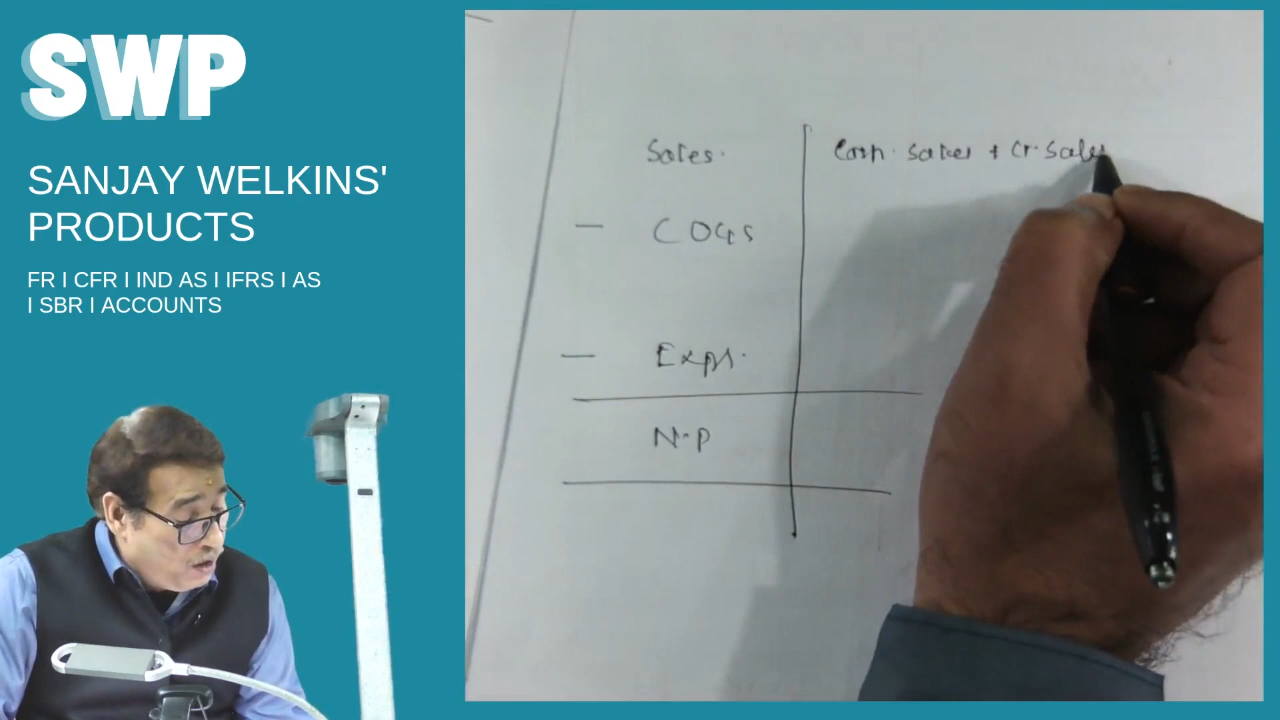 SWP
SANJAY WELKINS'
PRODUCTS
FR I CFR I IND AS I IFRS I AS
I SBR I ACCOUNTS
Sales. Cash. Sales + Cr. Sales
— COGS
— Exps.
N.P